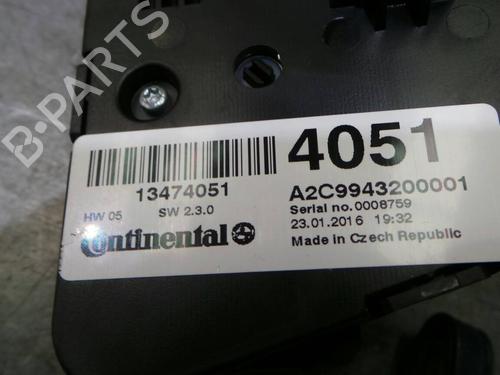 B-PARTS
4051
13474051
A2C9943200001
HW 05 SW 2.3.0
Serial no.0008759
23.01.2016 19:32
Continental
Made in Czech Republic